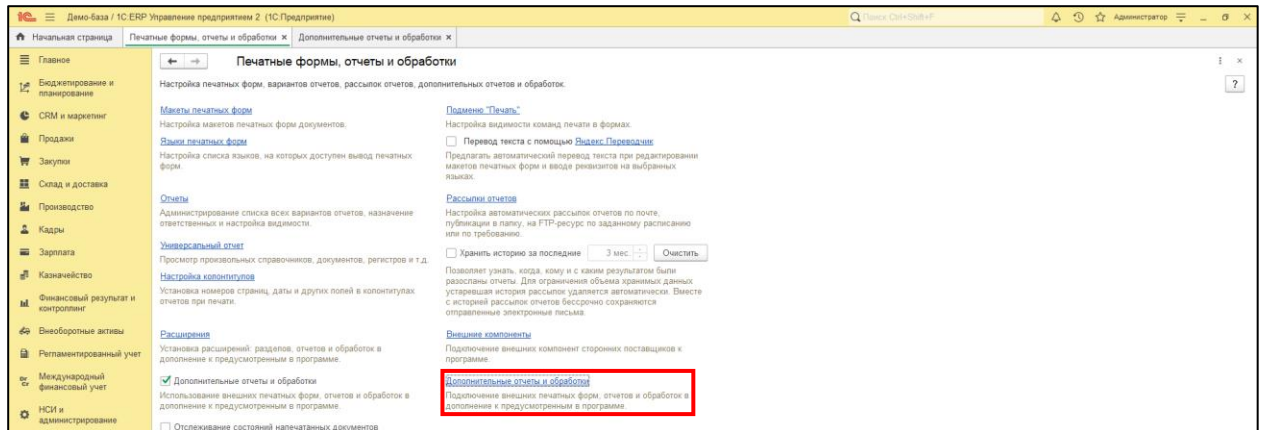 1С Демо-база / 1C:ERP Управление предприятием 2 (1С:Предприятие) Поиск Ctrl+Shift+F Администратор
Начальная страница Печатные формы, отчеты и обработки × Дополнительные отчеты и обработки ×
Главное
Бюджетирование и
планирование
CRM и маркетинг
Продажи
Закупки
Склад и доставка
Производство
Кадры
Зарплата
Казначейство
Финансовый результат и
контроллинг
Внеоборотные активы
Регламентированный учет
Международный
финансовый учет
НСИ и
администрирование
Печатные формы, отчеты и обработки
Настройка печатных форм, вариантов отчетов, рассылок отчетов, дополнительных отчетов и обработок.
?
Макеты печатных форм
Настройка макетов печатных форм документов.
Языки печатных форм
Настройка списка языков, на которых доступен вывод печатных
форм.
Отчеты
Администрирование списка всех вариантов отчетов, назначение
ответственных и настройка видимости.
Универсальный отчет
Просмотр произвольных справочников, документов, регистров и т.д.
Настройка колонтитулов
Установка номеров страниц, даты и других полей в колонтитулах
отчетов при печати.
Расширения
Установка расширений: разделов, отчетов и обработок в
дополнение к предусмотренным в программе.
Дополнительные отчеты и обработки
Использование внешних печатных форм, отчетов и обработок в
дополнение к предусмотренным в программе.
Отслеживание состояний напечатанных документов
Подменю "Печать"
Настройка видимости команд печати в формах.
Перевод текста с помощью Яндекс.Переводчик
Предлагать автоматический перевод текста при редактировании
макетов печатных форм и вводе реквизитов на выбранных
языках.
Рассылки отчетов
Настройка автоматических рассылок отчетов по почте,
публикации в папку, на FTP-ресурс по заданному расписанию
или по требованию.
Хранить историю за последние 3 мес. Очистить
Позволяет узнать, когда, кому и с каким результатом были
разосланы отчеты. Для ограничения объема хранимых данных
устаревшая история рассылок удаляется автоматически. Вместе
с историей рассылок отчетов бессрочно сохраняются
отправленные электронные письма.
Внешние компоненты
Подключение внешних компонент сторонних поставщиков к
программе.
Дополнительные отчеты и обработки
Подключение внешних печатных форм, отчетов и обработок в
дополнение к предусмотренным в программе.